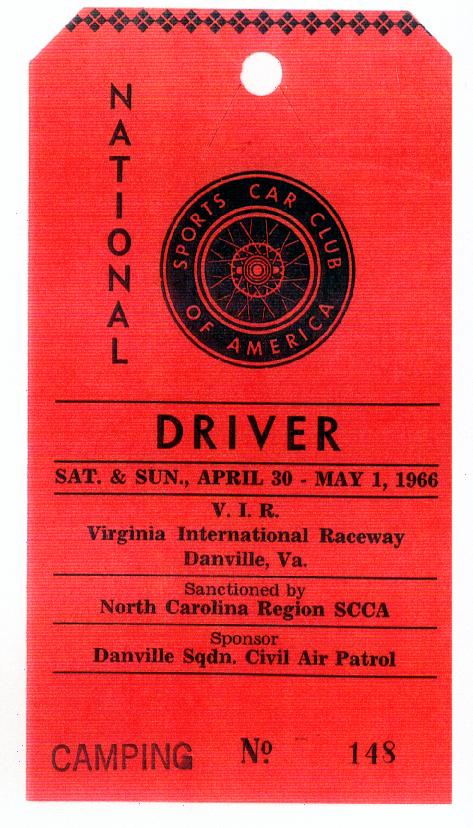 NATIONAL
SPORTS CAR CLUB
OF AMERICA
DRIVER
SAT. & SUN., APRIL 30 - MAY 1, 1966
V. I. R.
Virginia International Raceway
Danville, Va.
Sanctioned by
North Carolina Region SCCA
Sponsor
Danville Sqdn. Civil Air Patrol
CAMPING Nº 148